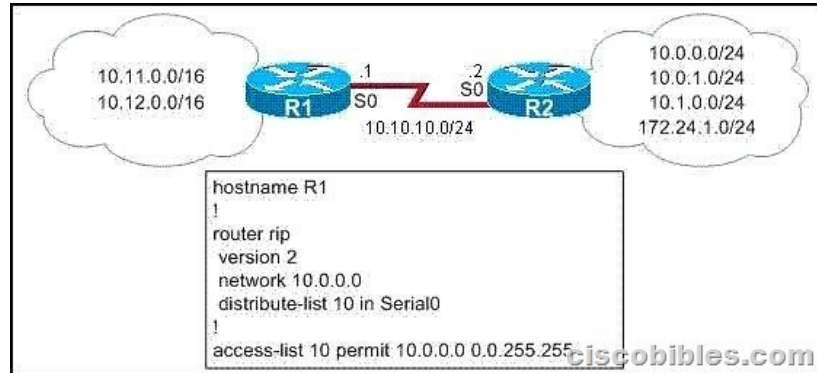 10.11.0.0/16
10.12.0.0/16
R1
.1
S0
10.10.10.0/24
.2
S0
R2
10.0.0.0/24
10.0.1.0/24
10.1.0.0/24
172.24.1.0/24
hostname R1
!
router rip
version 2
network 10.0.0.0
distribute-list 10 in Serial0
!
access-list 10 permit 10.0.0.0 0.0.255.255
ciscobibles.com